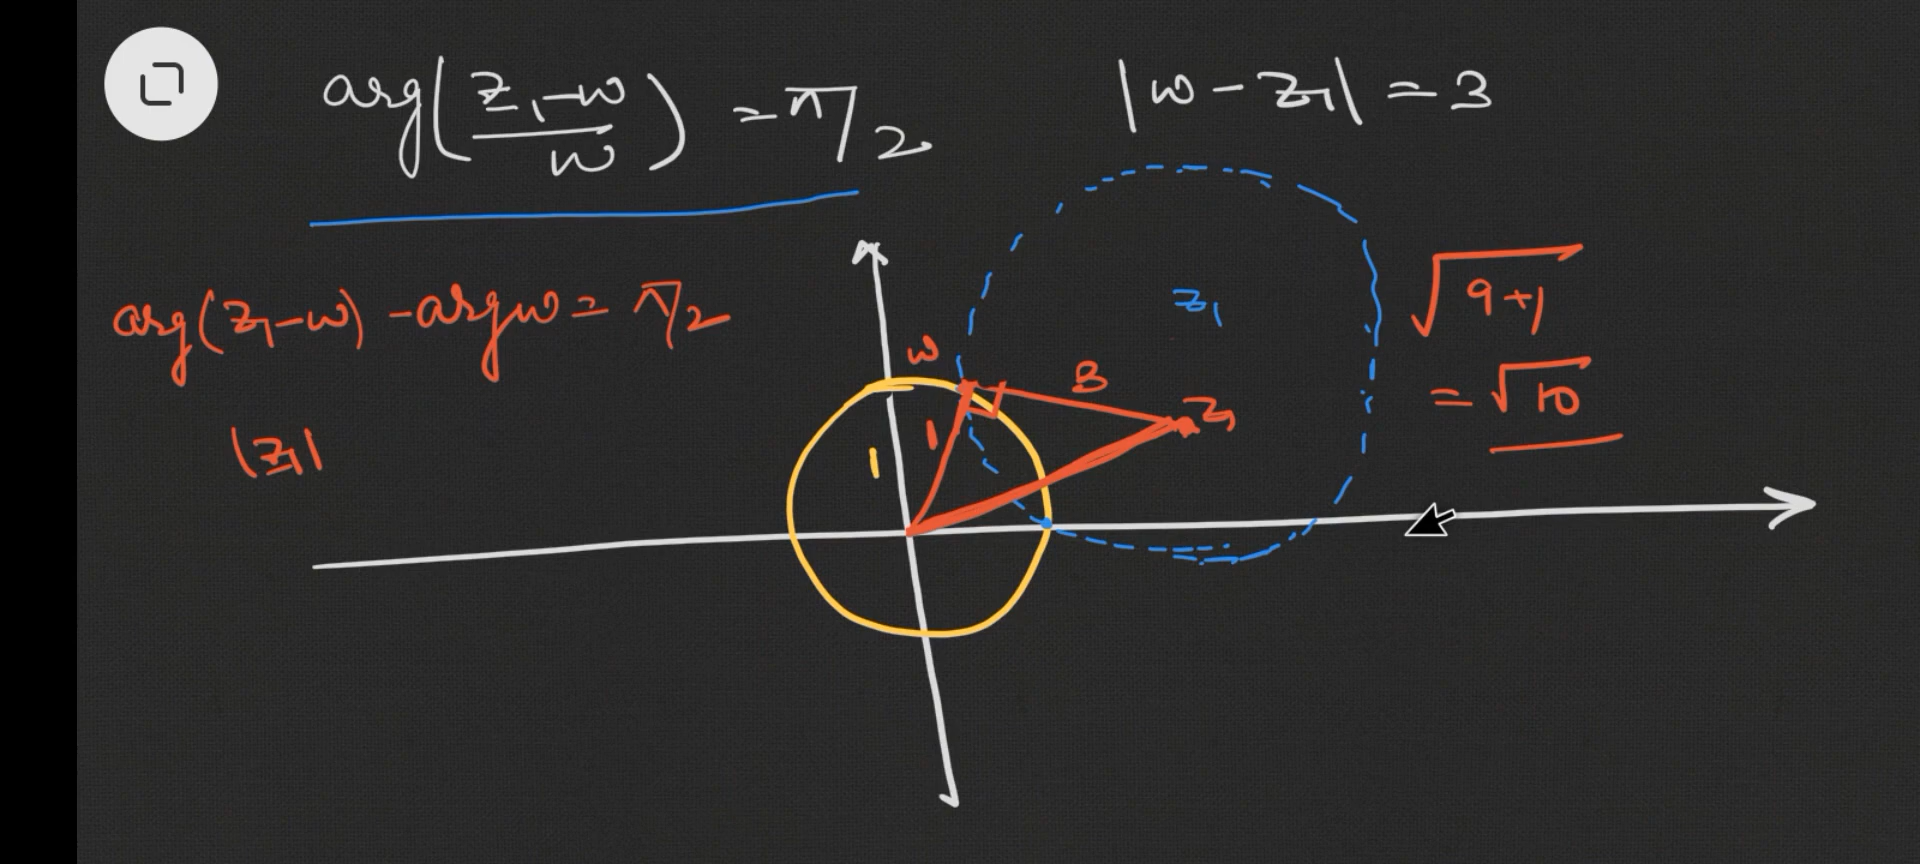 arg(z₁-w/w) = π/2
|w-z₁| = 3
arg(z₁-w) - arg w = π/2
|z₁|
z₁
w
3
z₁
1
1
√9+1
= √10